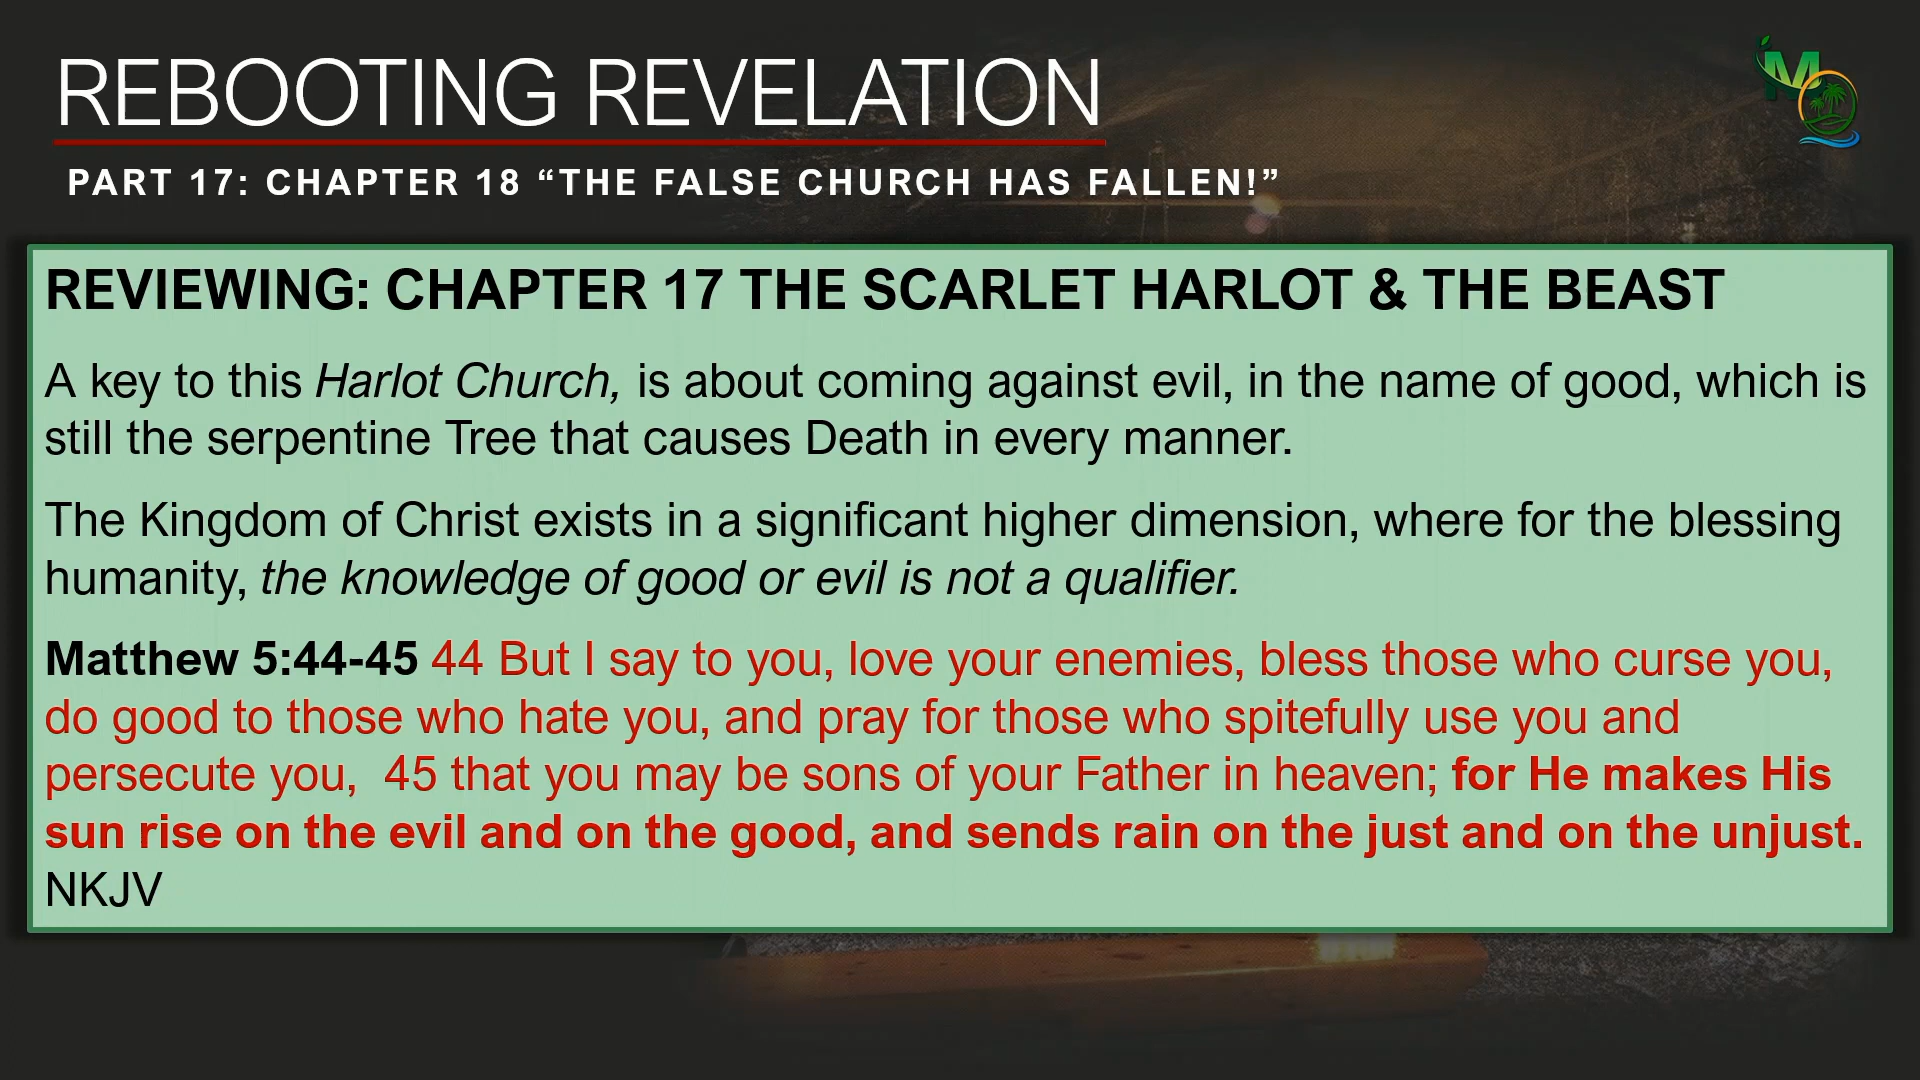 REBOOTING REVELATION
M
PART 17: CHAPTER 18 “THE FALSE CHURCH HAS FALLEN!”
REVIEWING: CHAPTER 17 THE SCARLET HARLOT & THE BEAST
A key to this Harlot Church, is about coming against evil, in the name of good, which is
still the serpentine Tree that causes Death in every manner.
The Kingdom of Christ exists in a significant higher dimension, where for the blessing
humanity, the knowledge of good or evil is not a qualifier.
Matthew 5:44-45 44 But I say to you, love your enemies, bless those who curse you,
do good to those who hate you, and pray for those who spitefully use you and
persecute you,  45 that you may be sons of your Father in heaven; for He makes His
sun rise on the evil and on the good, and sends rain on the just and on the unjust.
NKJV